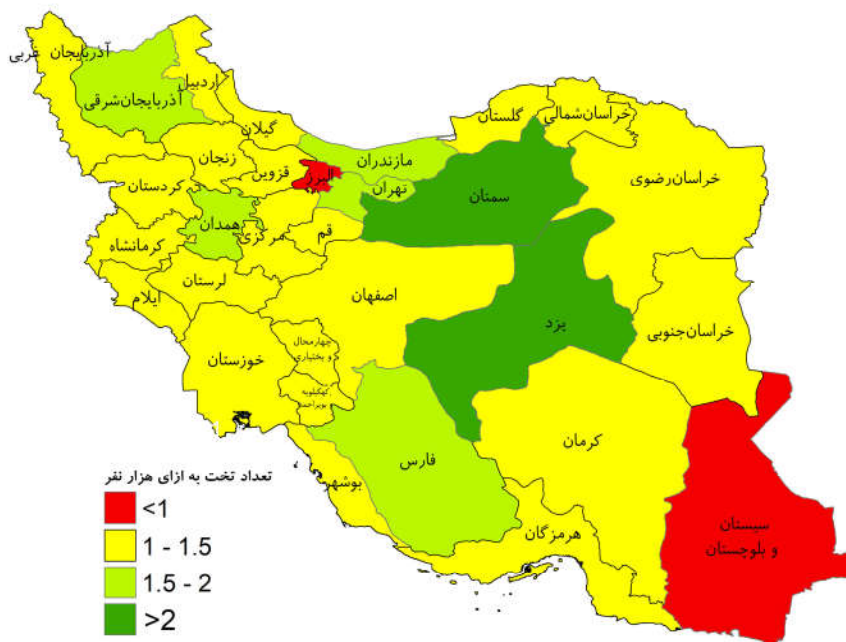 آذربایجان غربی
آذربایجان‌شرقی
اردبیل
گیلان
زنجان
کردستان
قزوین
البرز
مازندران
تهران
گلستان
خراسان‌شمالی
خراسان‌رضوی
سمنان
همدان
مرکزی
قم
کرمانشاه
لرستان
ایلام
اصفهان
یزد
خراسان‌جنوبی
خوزستان
چهارمحال
و بختیاری
کهکیلویه
بویراحمد
فارس
کرمان
بوشهر
هرمزگان
سیستان
و بلوچستان
تعداد تخت به ازای هزار نفر
<1
1 - 1.5
1.5 - 2
>2